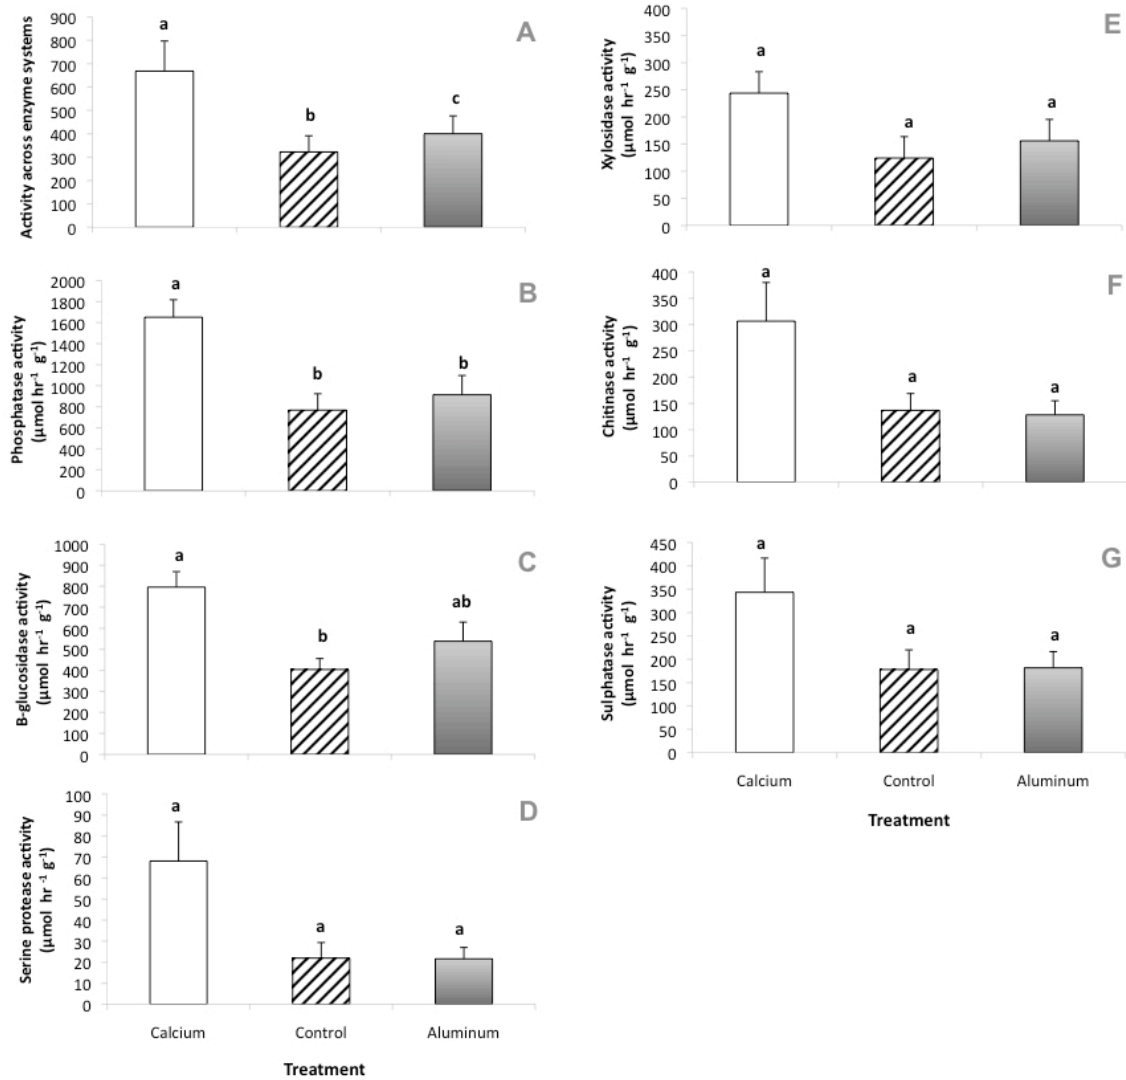 A
Activity across enzyme systems
900
800
700
600
500
400
300
200
100
0
a
b
c
B
Phosphatase activity
(µmol hr⁻¹ g⁻¹)
2000
1800
1600
1400
1200
1000
800
600
400
200
0
a
b
b
C
B-glucosidase activity
(µmol hr⁻¹ g⁻¹)
1000
900
800
700
600
500
400
300
200
100
0
a
b
ab
D
Serine protease activity
(µmol hr⁻¹ g⁻¹)
100
90
80
70
60
50
40
30
20
10
0
a
a
a
Calcium Control Aluminum
Treatment
E
Xylosidase activity
(µmol hr⁻¹ g⁻¹)
400
350
300
250
200
150
100
50
0
a
a
a
F
Chitinase activity
(µmol hr⁻¹ g⁻¹)
400
350
300
250
200
150
100
50
0
a
a
a
G
Sulphatase activity
(µmol hr⁻¹ g⁻¹)
450
400
350
300
250
200
150
100
50
0
a
a
a
Calcium Control Aluminum
Treatment